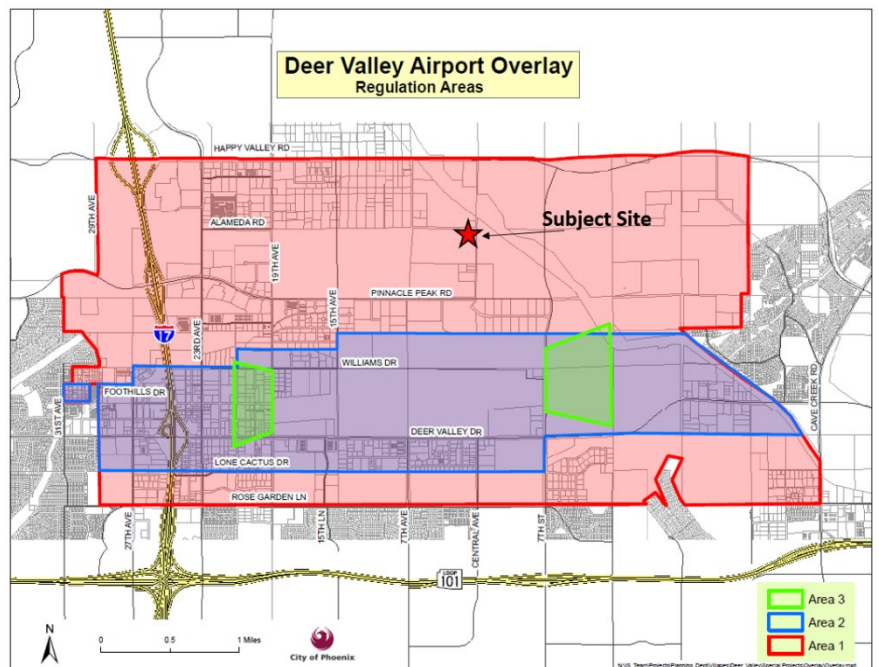 Deer Valley Airport Overlay
Regulation Areas
HAPPY VALLEY RD
29TH AVE
ALAMEDA RD
Subject Site
19TH AVE
PINNACLE PEAK RD
15TH AVE
17
23RD AVE
WILLIAMS DR
FOOTHILLS DR
31ST AVE
CAVE CREEK RD
DEER VALLEY DR
LONE CACTUS DR
ROSE GARDEN LN
27TH AVE
15TH LN
7TH AVE
CENTRAL AVE
7TH ST
LOOP
101
N
0 0.5 1 Miles
City of Phoenix
Area 3
Area 2
Area 1